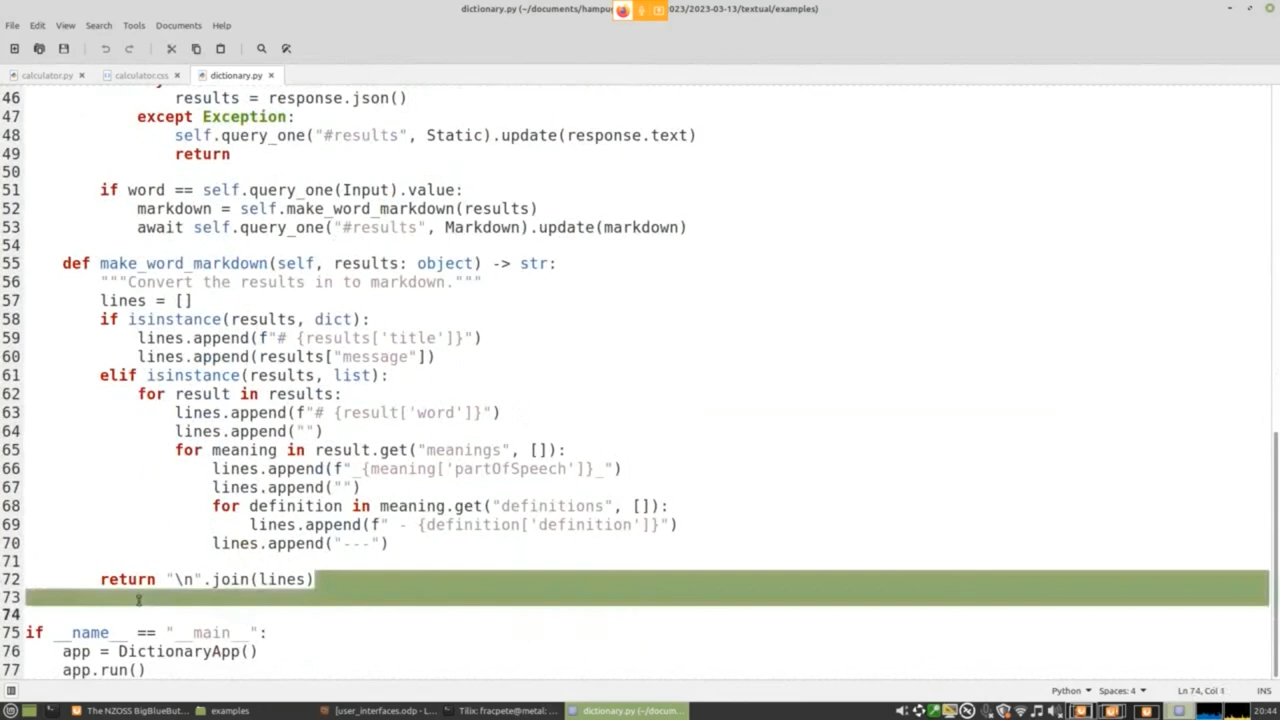 dictionary.py (~/documents/hampu 023/2023-03-13/textual/examples)
File Edit View Search Tools Documents Help
calculator.py calculator.css dictionary.py
46 results = response.json()
47 except Exception:
48 self.query_one("#results", Static).update(response.text)
49 return
50
51 if word == self.query_one(Input).value:
52 markdown = self.make_word_markdown(results)
53 await self.query_one("#results", Markdown).update(markdown)
54
55 def make_word_markdown(self, results: object) -> str:
56 """Convert the results in to markdown."""
57 lines = []
58 if isinstance(results, dict):
59 lines.append(f"# {results['title']}")
60 lines.append(results["message"])
61 elif isinstance(results, list):
62 for result in results:
63 lines.append(f"# {result['word']}")
64 lines.append("")
65 for meaning in result.get("meanings", []):
66 lines.append(f"_{meaning['partOfSpeech']}_")
67 lines.append("")
68 for definition in meaning.get("definitions", []):
69 lines.append(f" - {definition['definition']}")
70 lines.append("---")
71
72 return "\n".join(lines)
73
74
75 if __name__ == "__main__":
76 app = DictionaryApp()
77 app.run()
Python Spaces: 4 Ln 74, Col 1 INS
The NZOSS BigBlueBut... examples [user_interfaces.odp - L... Tilix: fracpete@metal: ... dictionary.py (~/docum... 20:44